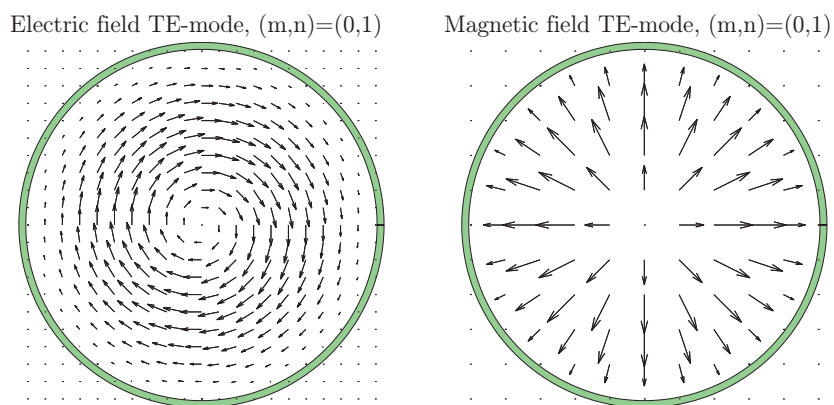 Electric field TE-mode, (m,n)=(0,1)
Magnetic field TE-mode, (m,n)=(0,1)